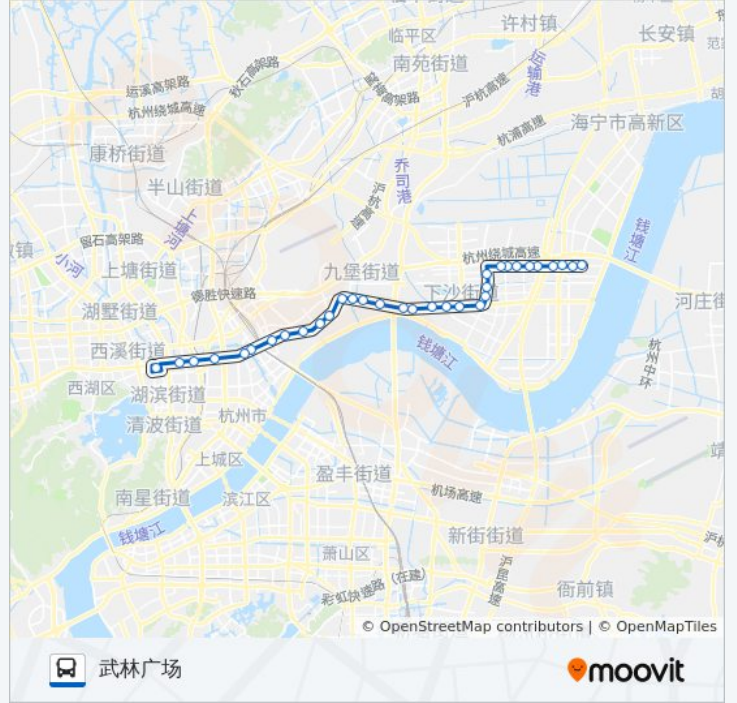 临平区
许村镇
长安镇
南苑街道
运溪高架路
秋石高架路
杭州绕城高速
沪杭高速
运输港
杭浦高速
海宁市高新区
康桥街道
半山街道
乔司港
沪杭高速
上塘河
留石高架路
小河
上塘街道
九堡街道
杭州绕城高速
钱塘江
德胜快速路
下沙街道
湖墅街道
西溪街道
钱塘江
杭州中环
西湖区
湖滨街道
清波街道
杭州市
上城区
盈丰街道
南星街道
滨江区
机场高速
钱塘江
新街街道
萧山区
沪昆高速
彩虹快速路（在建）
衙前镇
© OpenStreetMap contributors | © OpenMapTiles
武林广场
moovit